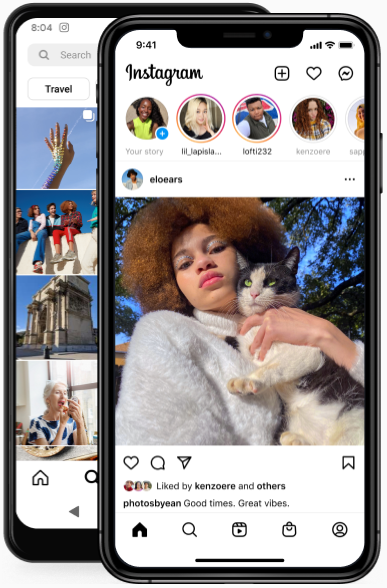 8:04
Search
Travel
9:41
Instagram
Your story
lil_lapisla...
lofti232
kenzoere
sapp
eloears
Liked by kenzoere and others
photosbyean Good times. Great vibes.